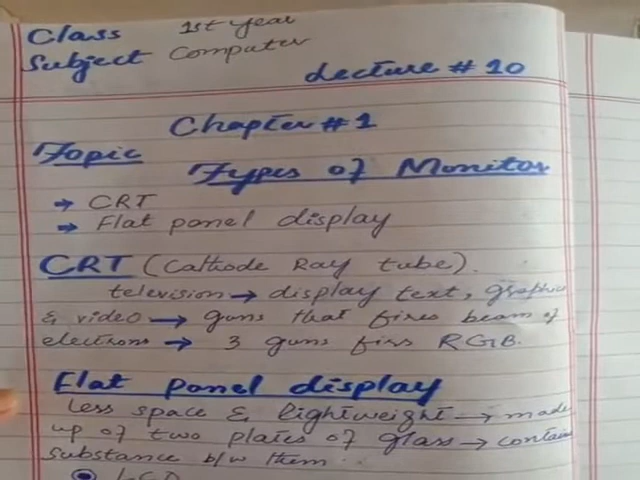 Class 1st year
Subject Computer
Lecture # 10
Chapter # 1
Topic
Types of Monitor
→ CRT
→ Flat panel display
CRT (Cathode Ray tube).
television → display text, graphics
& video → guns that fires beam of
electrons → 3 guns fires RGB.
Flat panel display
Less space & lightweight → made
up of two plates of glass → contain
substance b/w them..
LCD